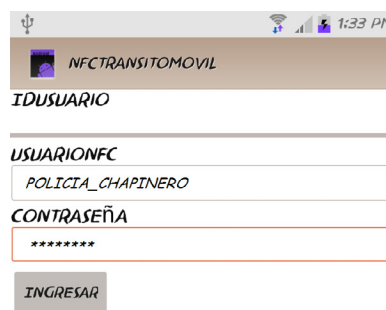 1:33 PM
NFCTRANSITOMOVIL
IDUSUARIO
USUARIONFC
POLICIA_CHAPINERO
CONTRASEÑA
********
INGRESAR